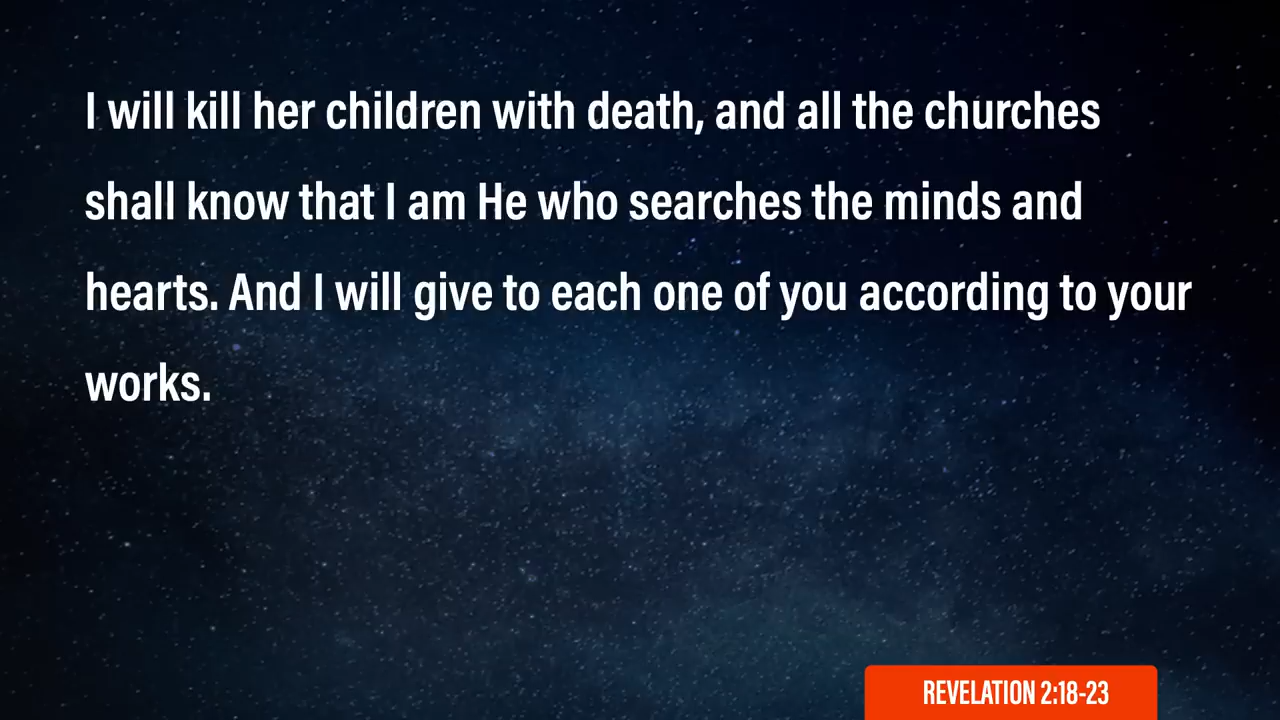 I will kill her children with death, and all the churches
shall know that I am He who searches the minds and
hearts. And I will give to each one of you according to your
works.
REVELATION 2:18-23